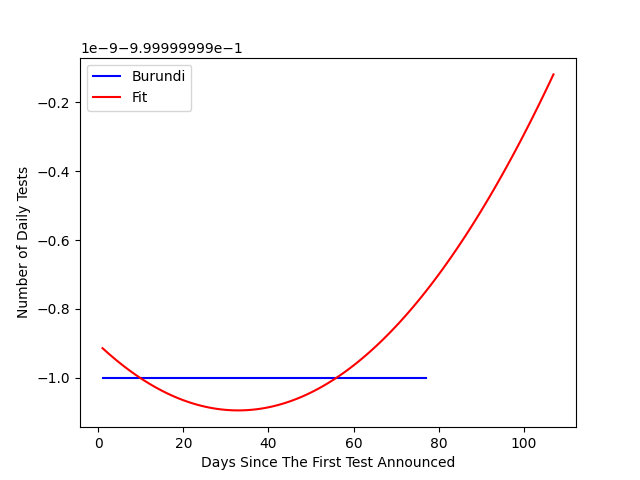 1e−9−9.99999999e−1
Burundi
Fit
−0.2
−0.4
−0.6
−0.8
−1.0
Number of Daily Tests
0 20 40 60 80 100
Days Since The First Test Announced